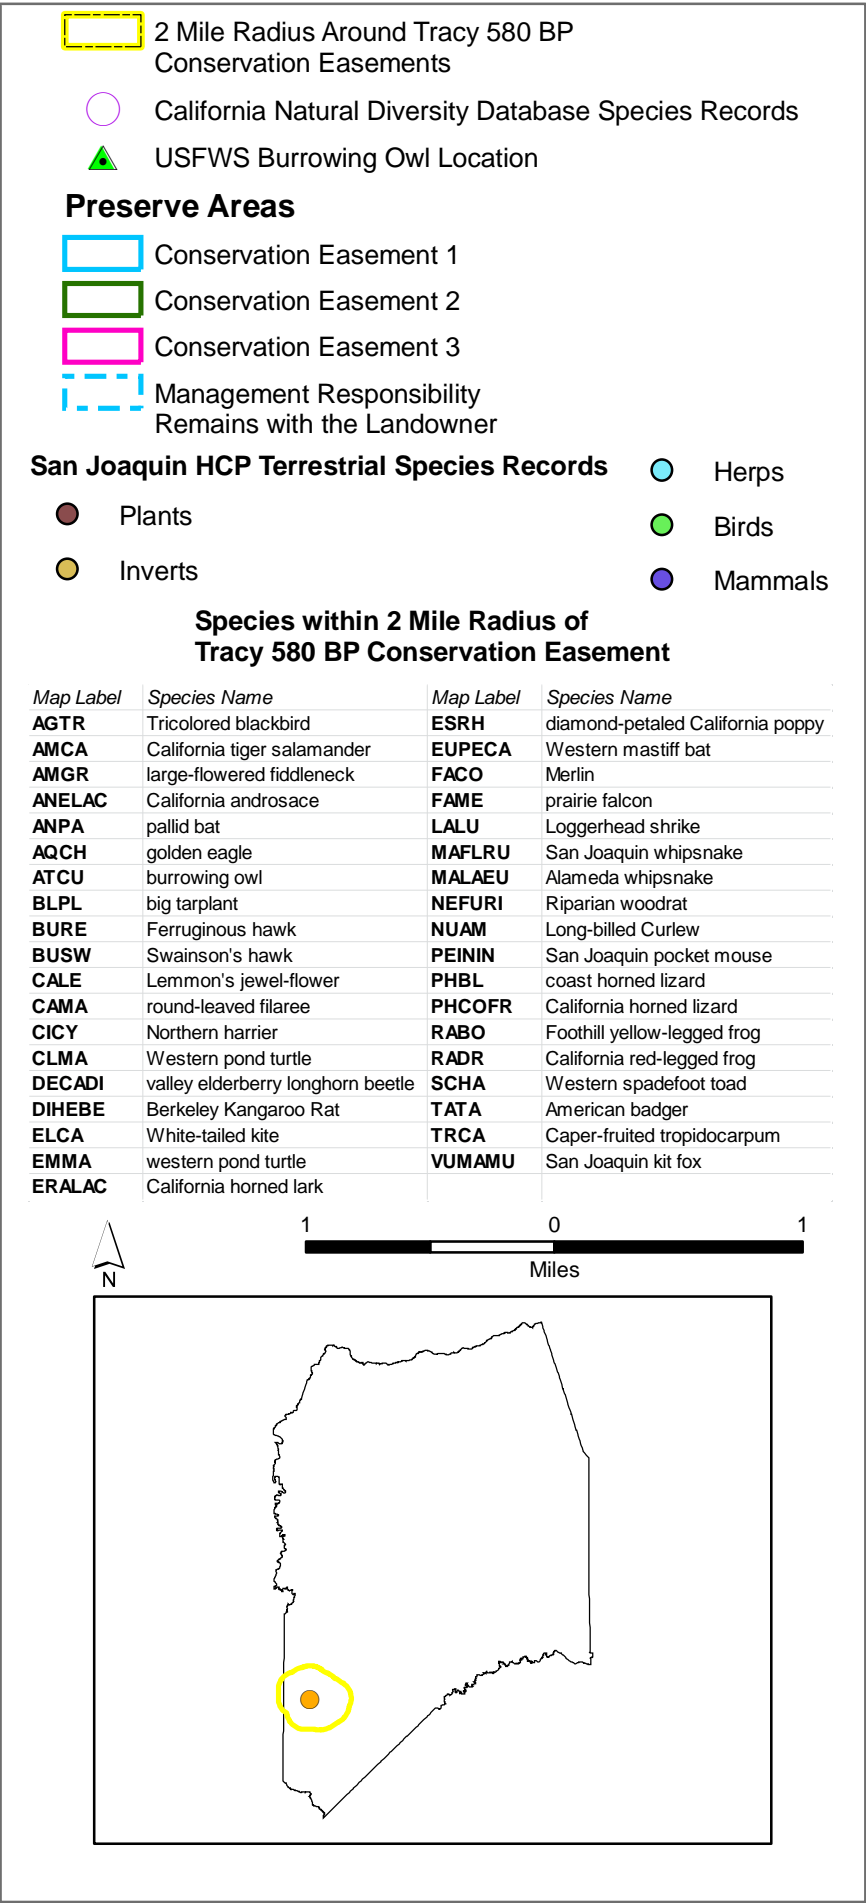 2 Mile Radius Around Tracy 580 BP
Conservation Easements
California Natural Diversity Database Species Records
USFWS Burrowing Owl Location
Preserve Areas
Conservation Easement 1
Conservation Easement 2
Conservation Easement 3
Management Responsibility
Remains with the Landowner
San Joaquin HCP Terrestrial Species Records
Plants
Inverts
Herps
Birds
Mammals
Species within 2 Mile Radius of
Tracy 580 BP Conservation Easement
Map Label Species Name Map Label Species Name
AGTR Tricolored blackbird ESRH diamond-petaled California poppy
AMCA California tiger salamander EUPECA Western mastiff bat
AMGR large-flowered fiddleneck FACO Merlin
ANELAC California androsace FAME prairie falcon
ANPA pallid bat LALU Loggerhead shrike
AQCH golden eagle MAFLRU San Joaquin whipsnake
ATCU burrowing owl MALAEU Alameda whipsnake
BLPL big tarplant NEFURI Riparian woodrat
BURE Ferruginous hawk NUAM Long-billed Curlew
BUSW Swainson's hawk PEININ San Joaquin pocket mouse
CALE Lemmon's jewel-flower PHBL coast horned lizard
CAMA round-leaved filaree PHCOFR California horned lizard
CICY Northern harrier RABO Foothill yellow-legged frog
CLMA Western pond turtle RADR California red-legged frog
DECADI valley elderberry longhorn beetle SCHA Western spadefoot toad
DIHEBE Berkeley Kangaroo Rat TATA American badger
ELCA White-tailed kite TRCA Caper-fruited tropidocarpum
EMMA western pond turtle VUMAMU San Joaquin kit fox
ERALAC California horned lark
1 0 1
Miles
N